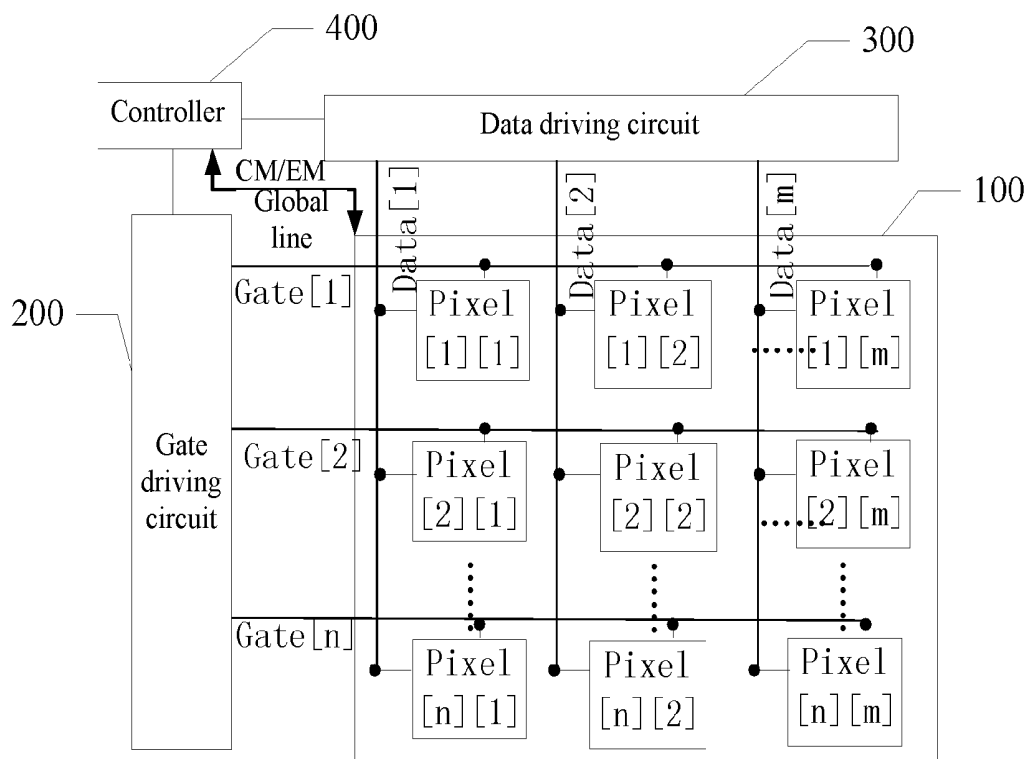 400
300
Controller
Data driving circuit
CM/EM
Global
line
Data[1]
Data[2]
Data[m]
100
Gate[1]
Pixel
[1][1]
Pixel
[1][2]
Pixel
[1][m]
200
Gate
driving
circuit
Gate[2]
Pixel
[2][1]
Pixel
[2][2]
Pixel
[2][m]
Gate[n]
Pixel
[n][1]
Pixel
[n][2]
Pixel
[n][m]